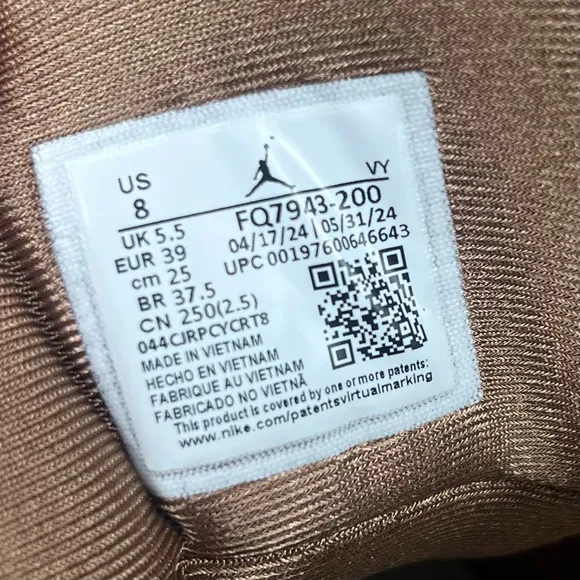 US
8
VY
UK 5.5
EUR 39
cm 25
BR 37.5
CN 250(2.5)
044CJRPCYCRT8
FQ7943-200
04/17/24 | 05/31/24
UPC 00197600646643
MADE IN VIETNAM
HECHO EN VIETNAM
FABRIQUE AU VIETNAM
FABRICADO NO VIETNÃ
This product is covered by one or more patents:
www.nike.com/patentsvirtualmarking